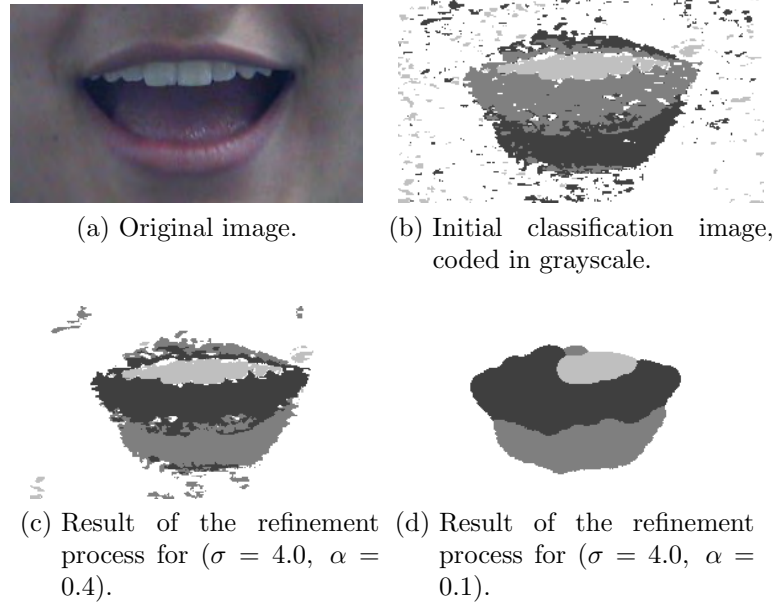 (a) Original image.
(b) Initial classification image,
coded in grayscale.
(c) Result of the refinement
process for (σ = 4.0, α =
0.4).
(d) Result of the refinement
process for (σ = 4.0, α =
0.1).